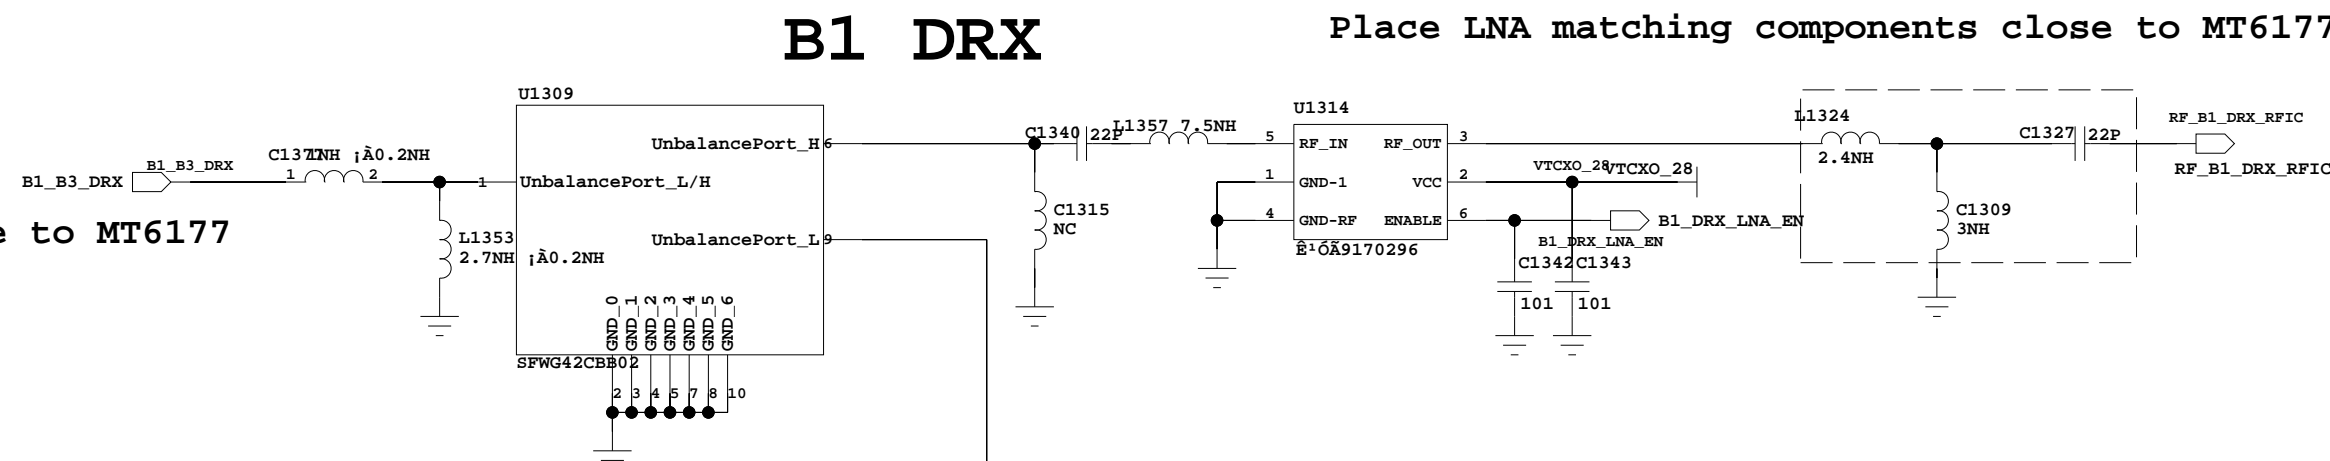 B1 DRX
Place LNA matching components close to MT6177
U1309
U1314
L1324
RF_B1_DRX_RFIC
UnbalancePort_H
6
C1340
22P
L1357 7.5NH
5
RF_IN
RF_OUT
3
2.4NH
C1327
22P
RF_B1_DRX_RFIC
¡À0.2NH
B1_B3_DRX
B1_B3_DRX
1
2
1
UnbalancePort_L/H
1
GND-1
VCC
2
VTCXO_28
VTCXO_28
e to MT6177
L1353
2.7NH ¡À0.2NH
UnbalancePort_L
9
C1315
NC
4
GND-RF
ENABLE
6
B1_DRX_LNA_EN
B1_DRX_LNA_EN
C1309
3NH
Ê¹ÓÃ9170296
C1342
C1343
101
101
GND_0
GND_1
GND_2
GND_3
GND_4
GND_5
GND_6
SFWG42CBB02
2
3
4
5
7
8
10